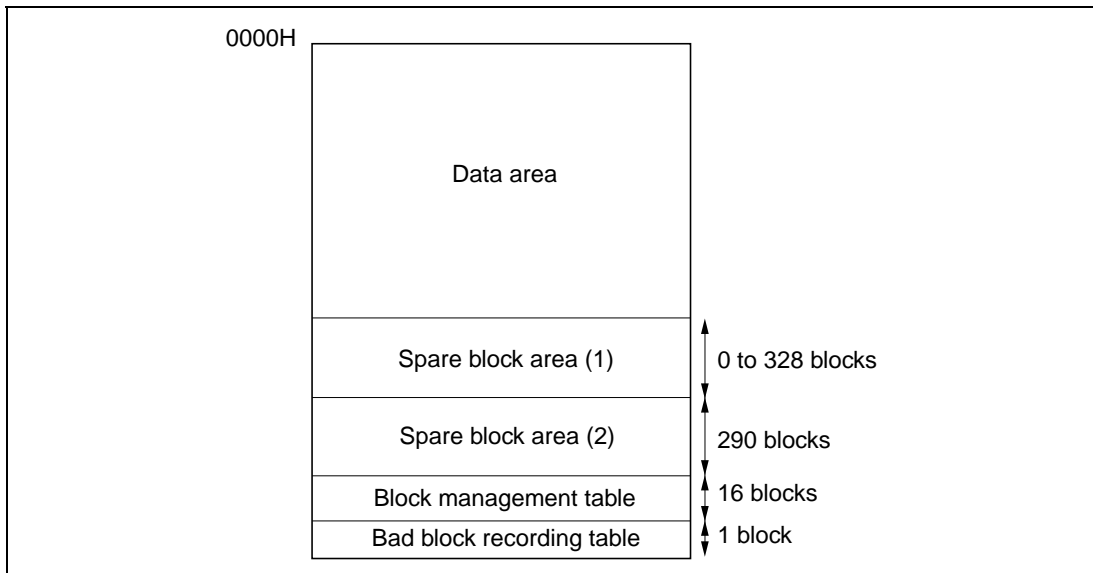 0000H
Data area
Spare block area (1)
0 to 328 blocks
Spare block area (2)
290 blocks
Block management table
16 blocks
Bad block recording table
1 block